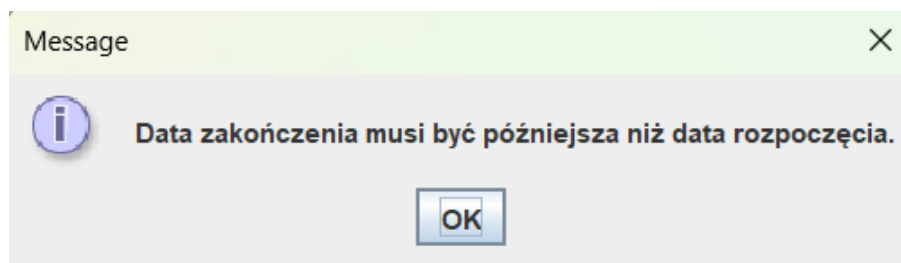 Message
Data zakończenia musi być późniejsza niż data rozpoczęcia.
OK